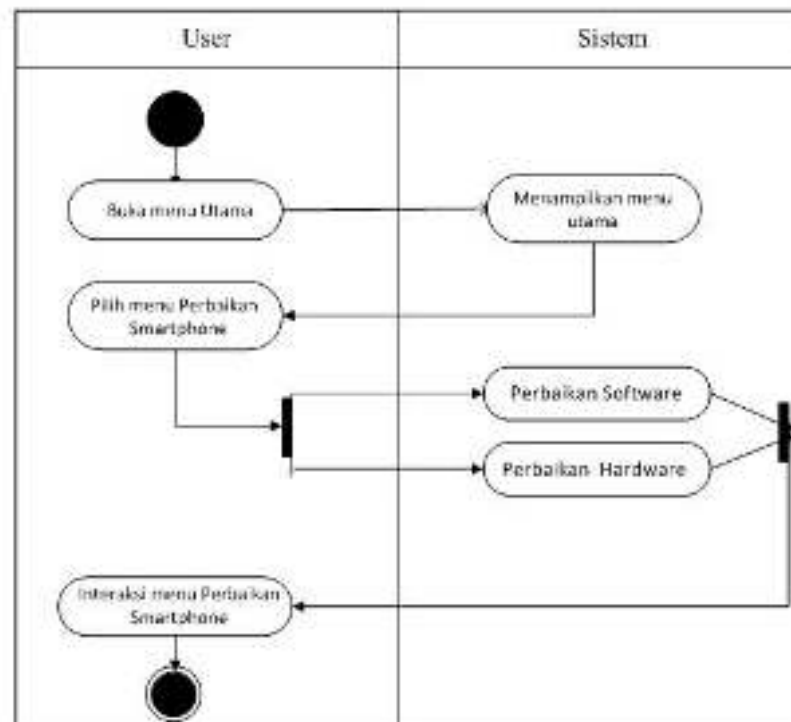 User
Sistem
Buka menu Utama
Menampilkan menu
utama
Pilih menu Perbaikan
Smartphone
Perbaikan Software
Perbaikan Hardware
Interaksi menu Perbaikan
Smartphone